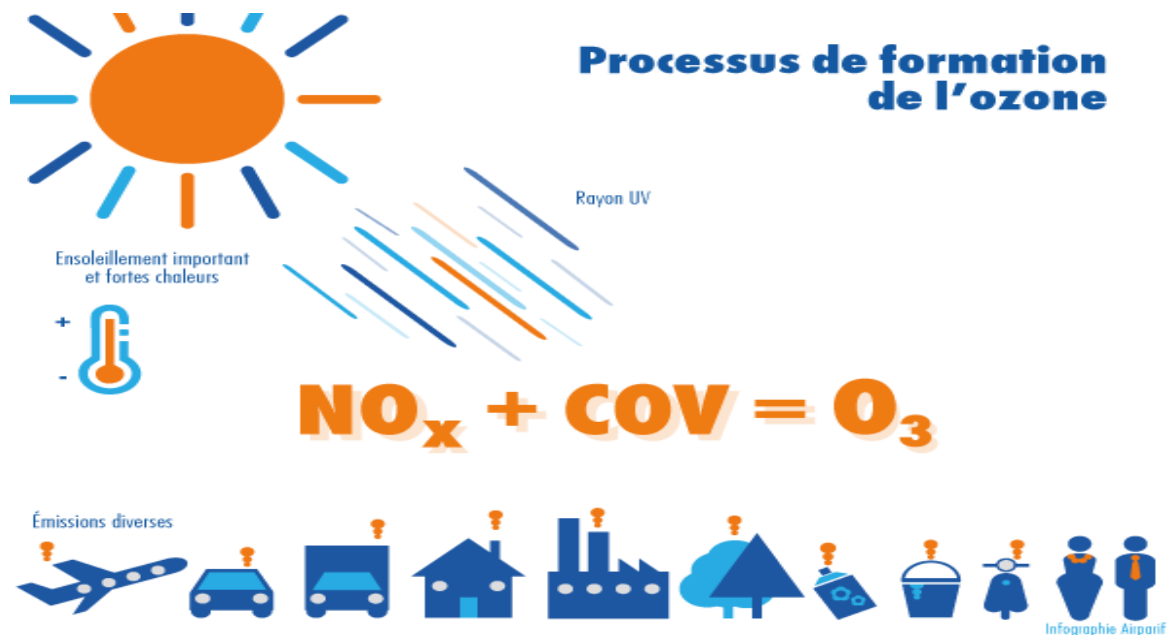 Processus de formation
de l'ozone
Rayon UV
Ensoleillement important
et fortes chaleurs
+
-
NOx + COV = O3
Émissions diverses
Infographie Airparif